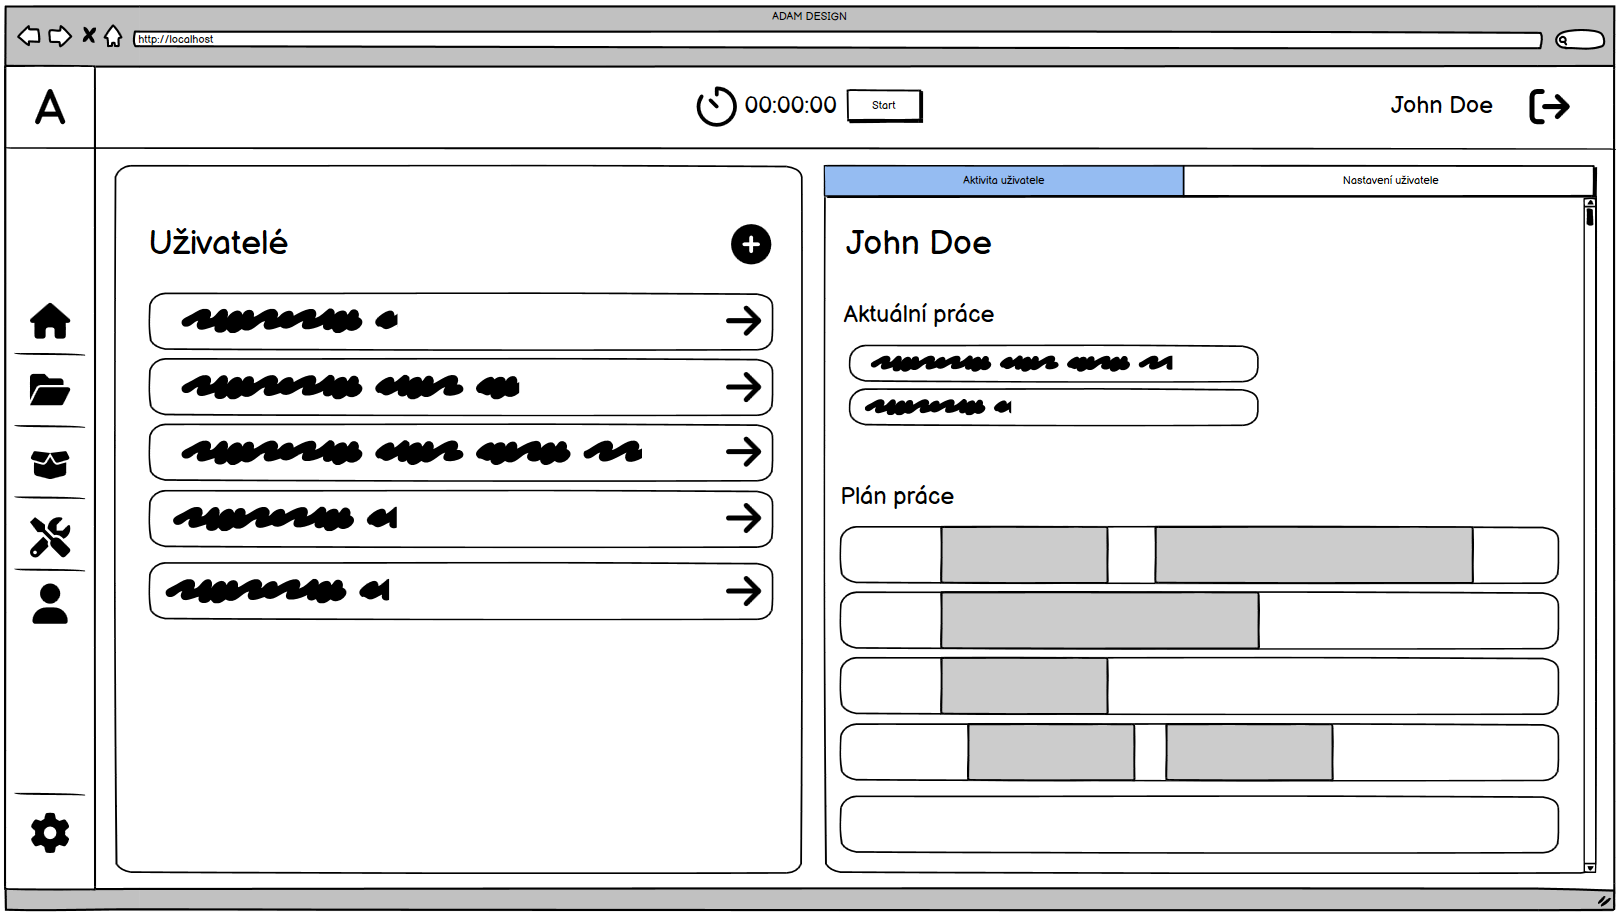 ADAM DESIGN
http://localhost
A
00:00:00
Start
John Doe
Uživatelé
Aktivita uživatele
Nastavení uživatele
John Doe
Aktuální práce
Plán práce